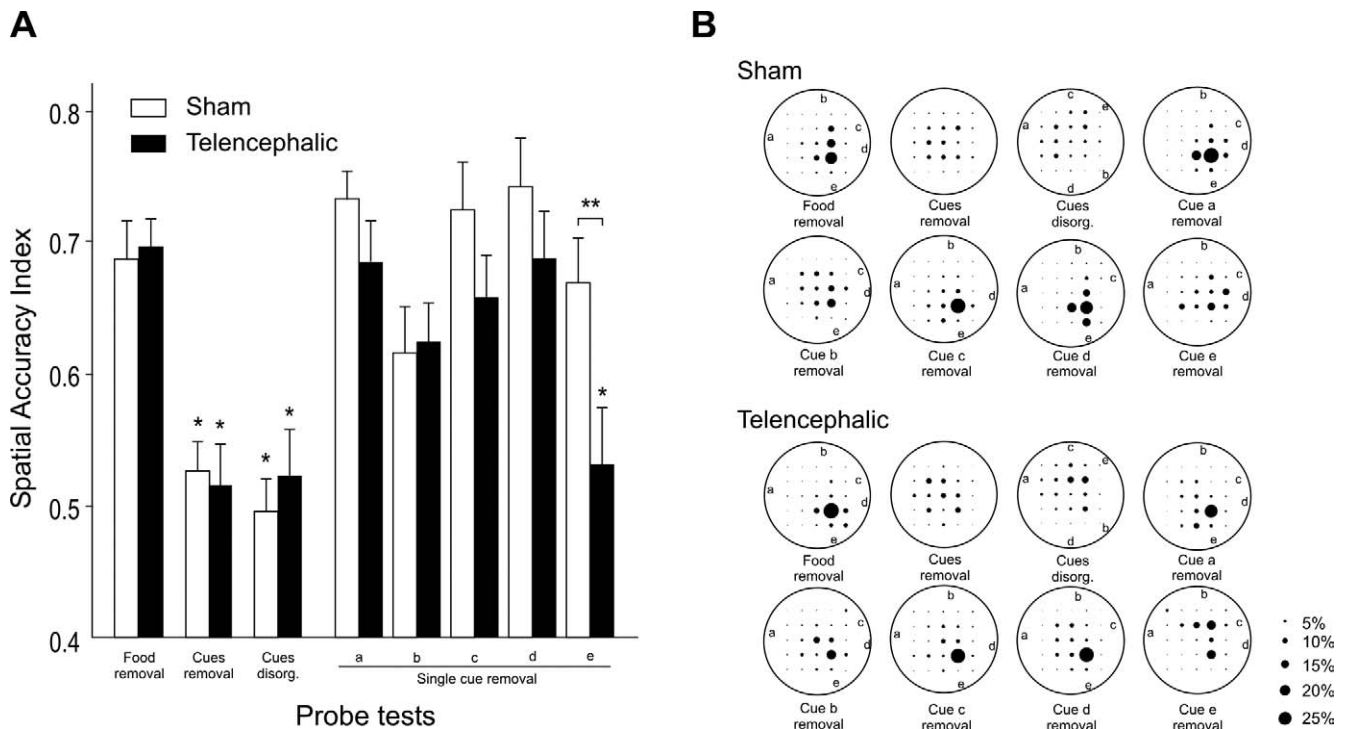 A
B
Sham
Telencephalic
Spatial Accuracy Index
0.8
0.7
0.6
0.5
0.4
*
*
*
*
**
*
Food
removal
Cues
removal
Cues
disorg.
a
b
c
d
e
Single cue removal
Probe tests
Sham
a
b
c
d
e
Food
removal
Cues
removal
c
e
a
b
d
Cues
disorg.
b
c
d
e
Cue a
removal
a
c
d
e
Cue b
removal
b
a
d
e
Cue c
removal
b
a
c
e
Cue d
removal
b
a
c
d
Cue e
removal
Telencephalic
b
a
c
d
e
Food
removal
Cues
removal
c
e
a
b
d
Cues
disorg.
b
c
d
e
Cue a
removal
a
c
d
e
Cue b
removal
b
a
d
e
Cue c
removal
b
a
c
e
Cue d
removal
b
a
c
d
Cue e
removal
5%
10%
15%
20%
25%